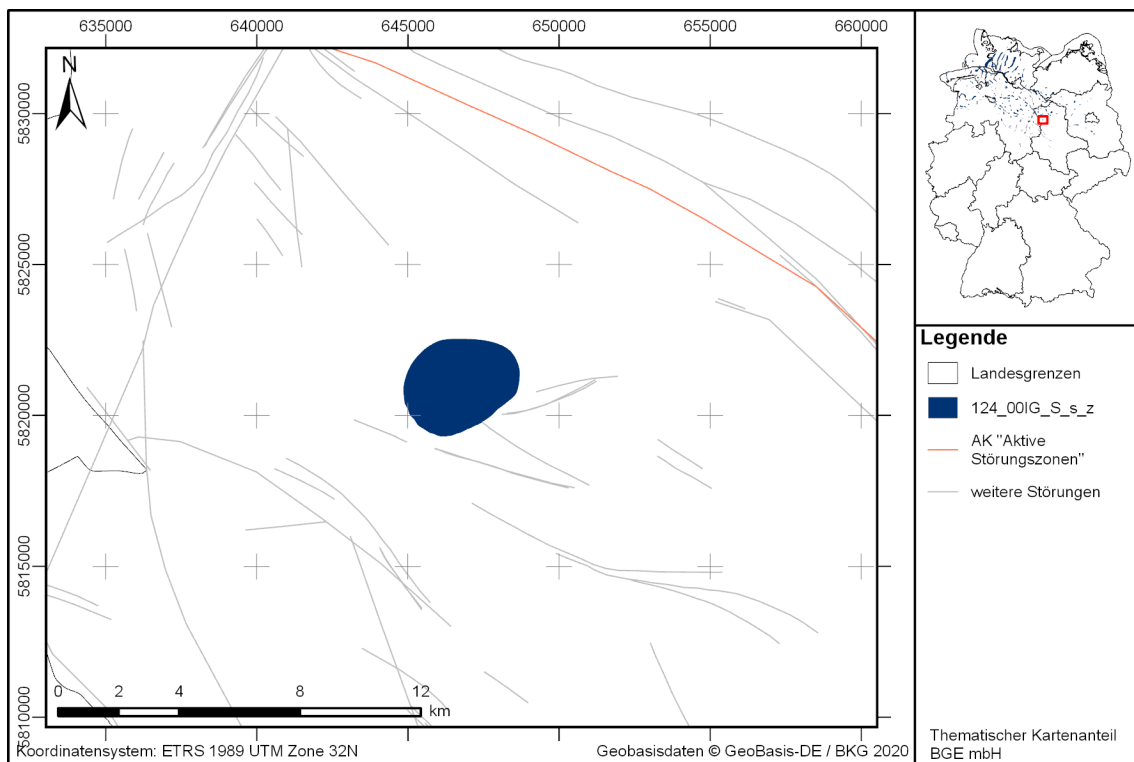 635000 640000 645000 650000 655000 660000
N
5830000
5825000
5820000
5815000
5810000
0 2 4 8 12
km
Koordinatensystem: ETRS 1989 UTM Zone 32N
Geobasisdaten © GeoBasis-DE / BKG 2020
Legende
Landesgrenzen
124_00IG_S_s_z
AK "Aktive
Störungszonen"
weitere Störungen
Thematischer Kartenanteil
BGE mbH